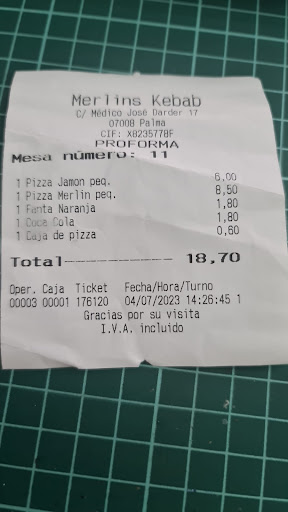 Merlins Kebab
C/ Médico José Darder 17
07008 Palma
CIF: X8235778F
PROFORMA
Mesa número: 11
1 Pizza Jamon peq. 6,00
1 Pizza Merlin peq. 8,50
1 Fanta Naranja 1,80
1 Coca Cola 1,80
1 Caja de pizza 0,60
Total----------- 18,70
Oper. Caja Ticket Fecha/Hora/Turno
00003 00001 176120 04/07/2023 14:26:45 1
Gracias por su visita
I.V.A. incluido